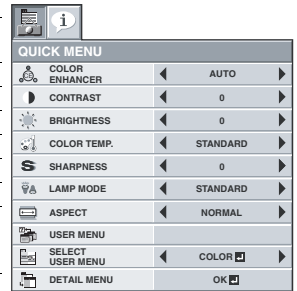 QUICK MENU
COLOR ENHANCER AUTO
CONTRAST 0
BRIGHTNESS 0
COLOR TEMP. STANDARD
SHARPNESS 0
LAMP MODE STANDARD
ASPECT NORMAL
USER MENU
SELECT USER MENU COLOR
DETAIL MENU OK